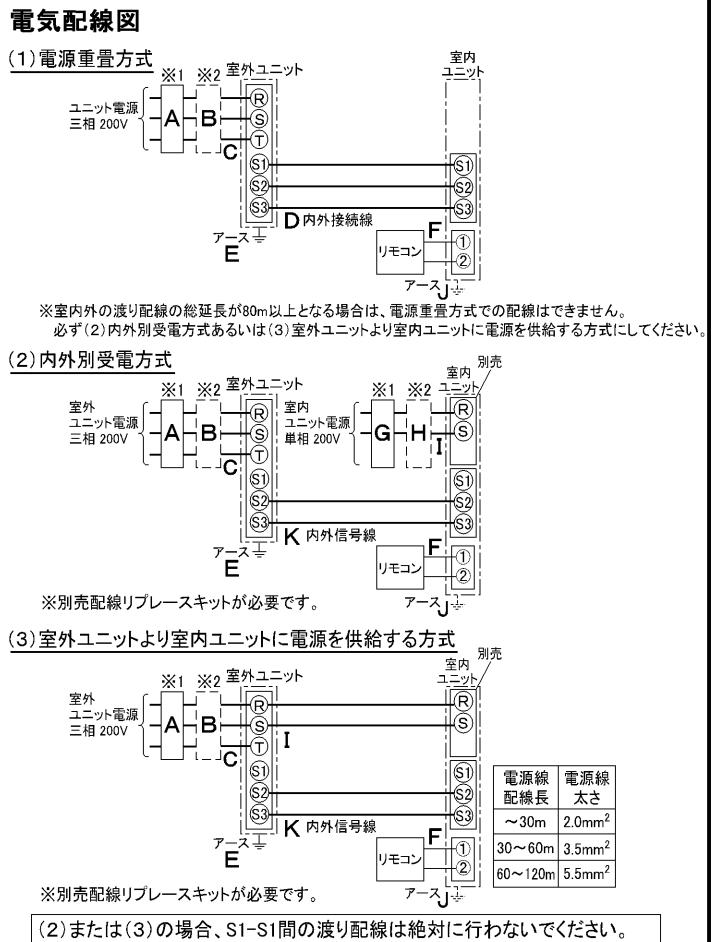 電気配線図
(1)電源重畳方式
※1 ※2 室外ユニット
室内
ユニット
ユニット電源
三相 200V
A B
R
S
T
C
S1 S1
S2 S2
S3 S3
D 内外接続線
アース
E
F
リモコン
1
2
アース J
※室内外の渡り配線の総延長が80m以上となる場合は、電源重畳方式での配線はできません。
必ず(2)内外別受電方式あるいは(3)室外ユニットより室内ユニットに電源を供給する方式にしてください。
(2)内外別受電方式
別売
※1 ※2 室外ユニット
※1 ※2
室内
ユニット
室外
ユニット電源
三相 200V
A B
R
S
T
C
室内
ユニット電源
単相 200V
G H
R
S
I
S1 S1
S2 S2
S3 S3
K 内外信号線
アース
E
F
リモコン
1
2
アース J
※別売配線リプレースキットが必要です。
(3)室外ユニットより室内ユニットに電源を供給する方式
別売
※1 ※2 室外ユニット
室内
ユニット
室外
ユニット電源
三相 200V
A B
R R
S S
T
C
I
S1 S1
S2 S2
S3 S3
K 内外信号線
アース
E
F
リモコン
1
2
アース J
電源線 電源線
配線長 太さ
～30m 2.0mm²
30～60m 3.5mm²
60～120m 5.5mm²
※別売配線リプレースキットが必要です。
(2)または(3)の場合、S1-S1間の渡り配線は絶対に行わないでください。